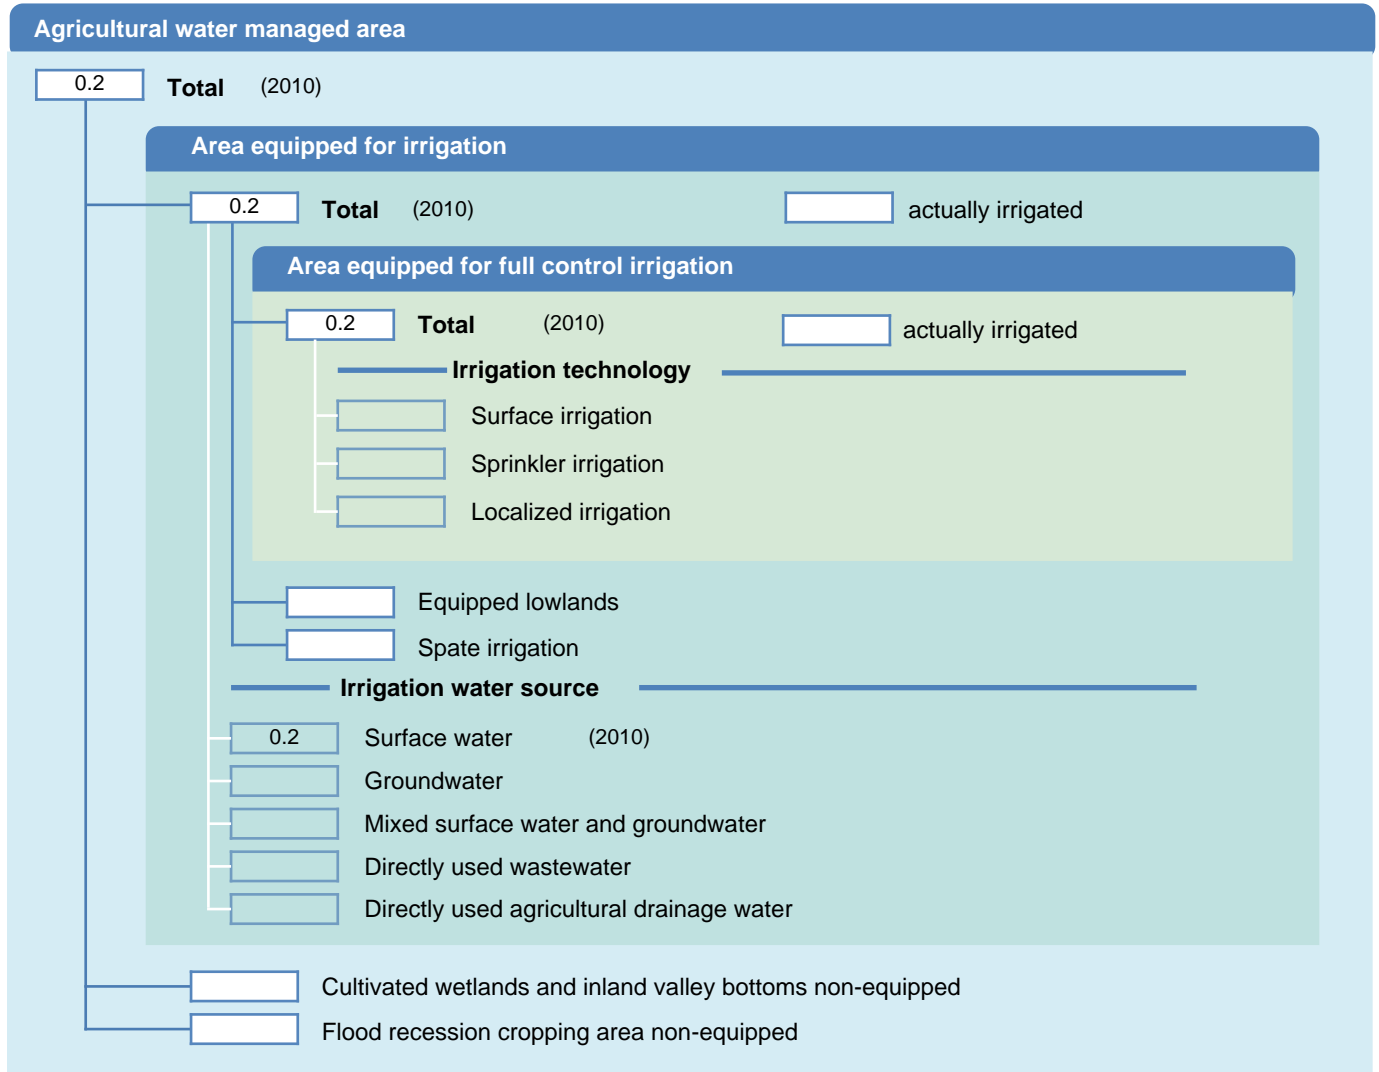 Agricultural water managed area
0.2 Total (2010)
Area equipped for irrigation
0.2 Total (2010) actually irrigated
Area equipped for full control irrigation
0.2 Total (2010) actually irrigated
Irrigation technology
Surface irrigation
Sprinkler irrigation
Localized irrigation
Equipped lowlands
Spate irrigation
Irrigation water source
0.2 Surface water (2010)
Groundwater
Mixed surface water and groundwater
Directly used wastewater
Directly used agricultural drainage water
Cultivated wetlands and inland valley bottoms non-equipped
Flood recession cropping area non-equipped